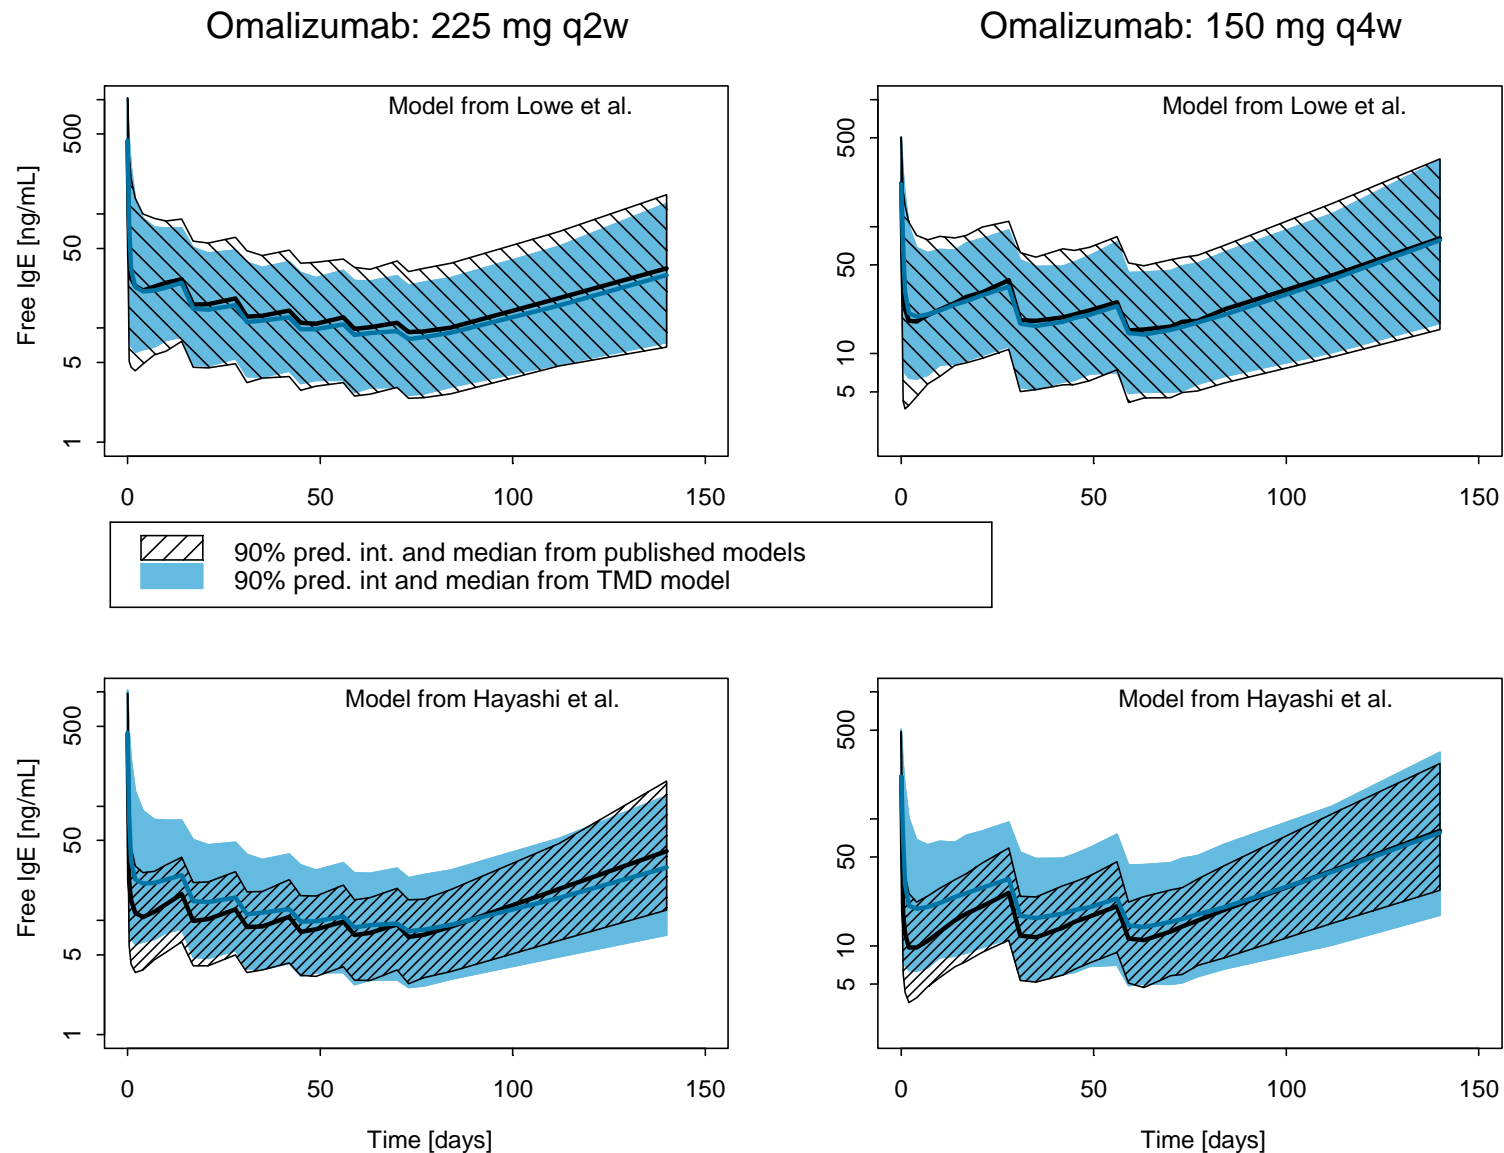 Omalizumab: 225 mg q2w
Omalizumab: 150 mg q4w
Model from Lowe et al.
Free IgE [ng/mL]
500
50
5
1
0 50 100 150
Model from Lowe et al.
500
50
10
5
0 50 100 150
90% pred. int. and median from published models
90% pred. int and median from TMD model
Model from Hayashi et al.
Free IgE [ng/mL]
500
50
5
1
0 50 100 150
Time [days]
Model from Hayashi et al.
500
50
10
5
0 50 100 150
Time [days]